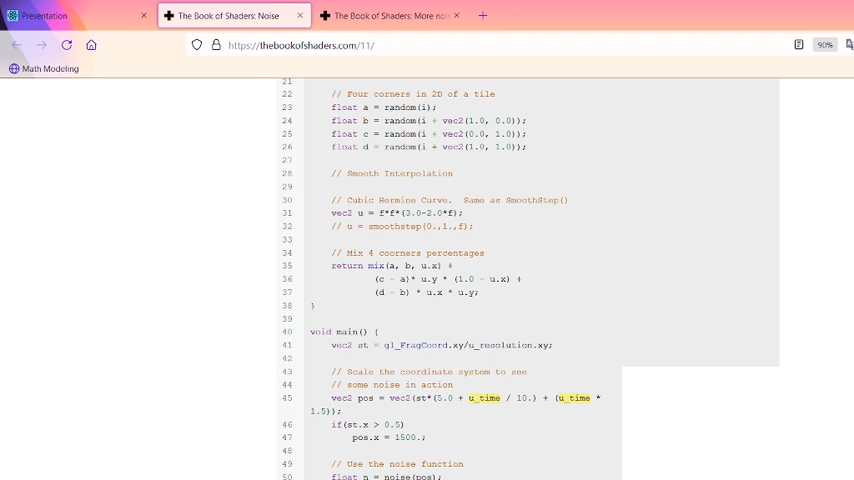 Presentation
The Book of Shaders: Noise
The Book of Shaders: More noi
https://thebookofshaders.com/11/
90%
Math Modeling
21
22 // Four corners in 2D of a tile
23 float a = random(i);
24 float b = random(i + vec2(1.0, 0.0));
25 float c = random(i + vec2(0.0, 1.0));
26 float d = random(i + vec2(1.0, 1.0));
27
28 // Smooth Interpolation
29
30 // Cubic Hermine Curve.  Same as SmoothStep()
31 vec2 u = f*f*(3.0-2.0*f);
32 // u = smoothstep(0.,1.,f);
33
34 // Mix 4 coorners percentages
35 return mix(a, b, u.x) +
36 (c - a)* u.y * (1.0 - u.x) +
37 (d - b) * u.x * u.y;
38 }
39
40 void main() {
41 vec2 st = gl_FragCoord.xy/u_resolution.xy;
42
43 // Scale the coordinate system to see
44 // some noise in action
45 vec2 pos = vec2(st*(5.0 + u_time / 10.) + (u_time *
1.5));
46 if(st.x > 0.5)
47 pos.x = 1500.;
48
49 // Use the noise function
50 float n = noise(pos);